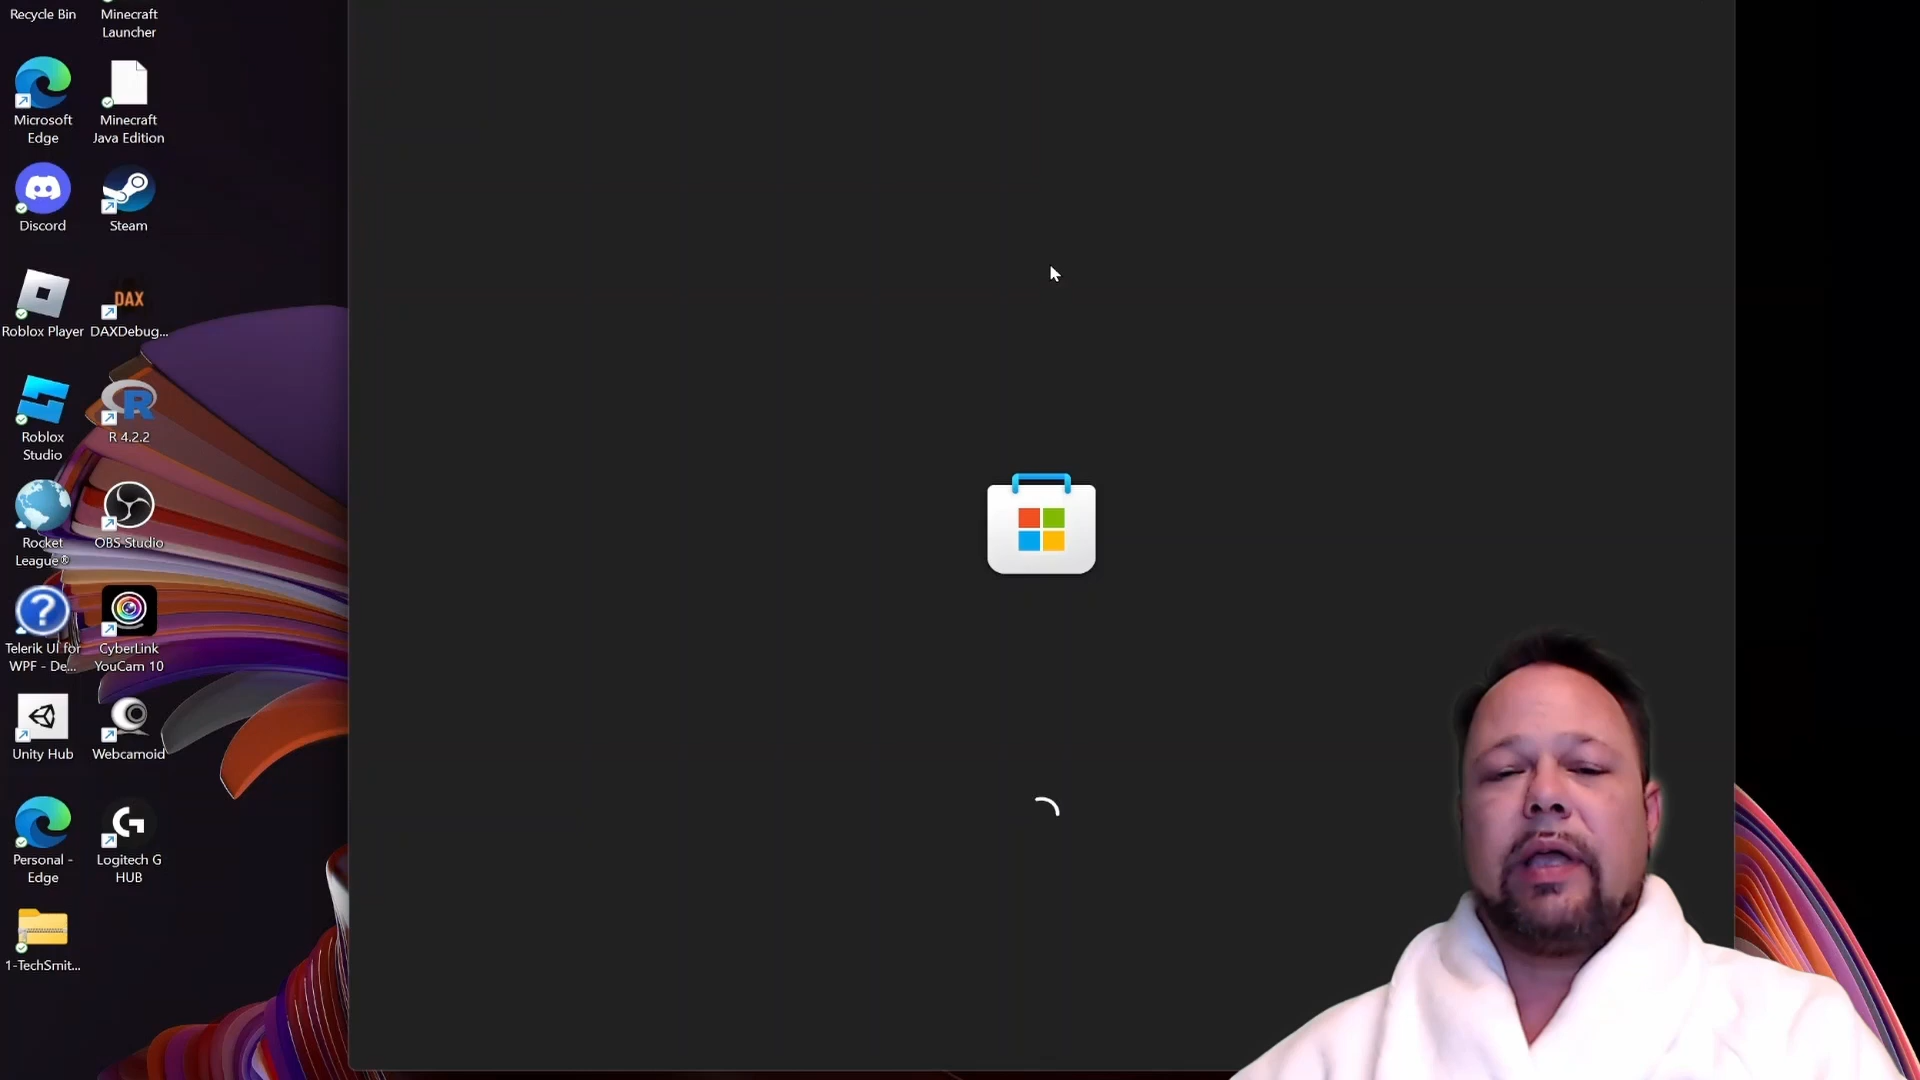 Recycle Bin
Minecraft
Launcher
Microsoft
Edge
Minecraft
Java Edition
Discord
Steam
Roblox Player
DAX
DAXDebug...
Roblox
Studio
R 4.2.2
Rocket
League®
OBS Studio
Telerik UI for
WPF - De...
CyberLink
YouCam 10
Unity Hub
Webcamoid
Personal -
Edge
Logitech G
HUB
1-TechSmit...